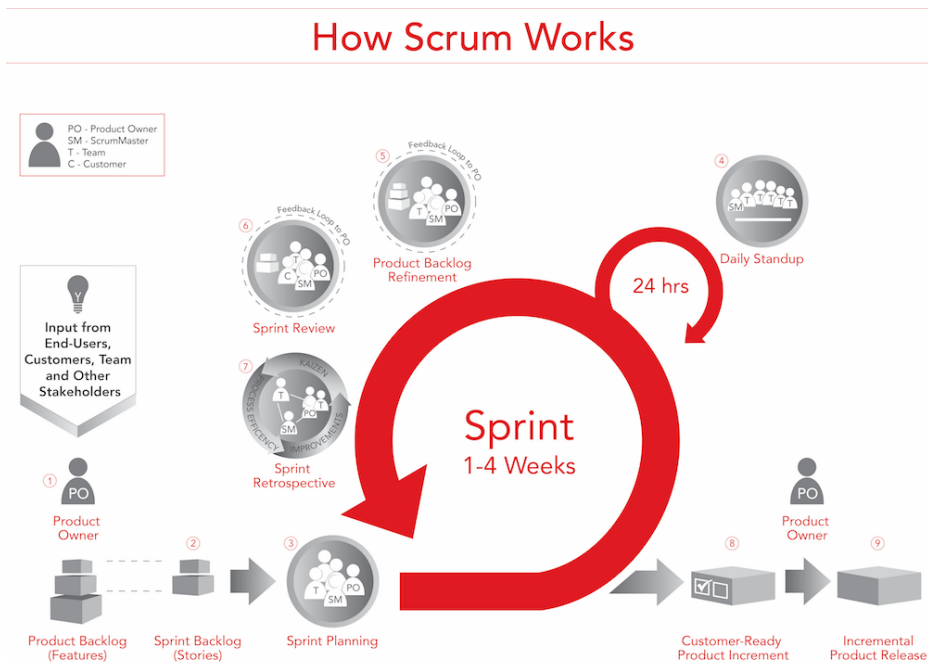 How Scrum Works
PO - Product Owner
SM - ScrumMaster
T - Team
C - Customer
5
Feedback Loop to PO
T
SM
PO
Product Backlog
Refinement
4
SM
T
T
T
T
T
Daily Standup
6
Feedback Loop to PO
T
C
SM
PO
Sprint Review
24 hrs
Y
Input from
End-Users,
Customers, Team
and Other
Stakeholders
7
KAIZEN
PROCESS EFFICENCY
IMPROVEMENTS
T
PO
T
SM
Sprint
Retrospective
Sprint
1-4 Weeks
1
PO
Product
Owner
PO
Product
Owner
2
3
8
9
T
SM
PO
Product Backlog
(Features)
Sprint Backlog
(Stories)
Sprint Planning
Customer-Ready
Product Increment
Incremental
Product Release